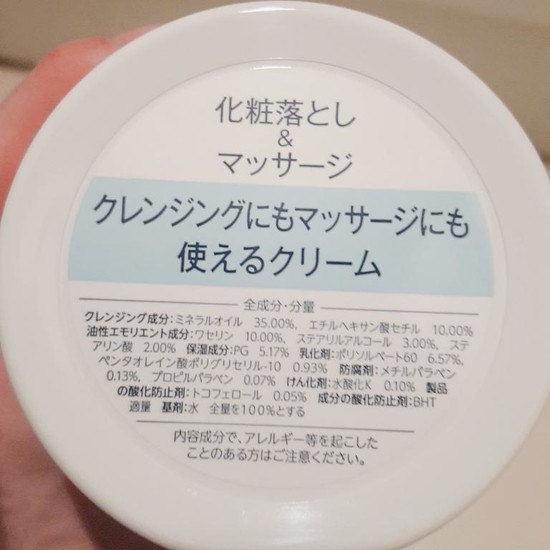 化粧落とし
&
マッサージ
クレンジングにもマッサージにも
使えるクリーム
全成分・分量
クレンジング成分：ミネラルオイル 35.00%、エチルヘキサン酸セチル 10.00%
油性エモリエント成分：ワセリン 10.00%、ステアリルアルコール 3.00%、ステ
アリン酸 2.00% 保湿成分：PG 5.17% 乳化剤：ポリソルベート60 6.57%、
ペンタオレイン酸ポリグリセリル-10 0.93% 防腐剤：メチルパラベン
0.13%、プロピルパラベン 0.07% けん化剤：水酸化K 0.10% 製品
の酸化防止剤：トコフェロール 0.05% 成分の酸化防止剤：BHT
適量 基剤：水 全量を100%とする
内容成分で、アレルギー等を起こした
ことのある方はご注意ください。